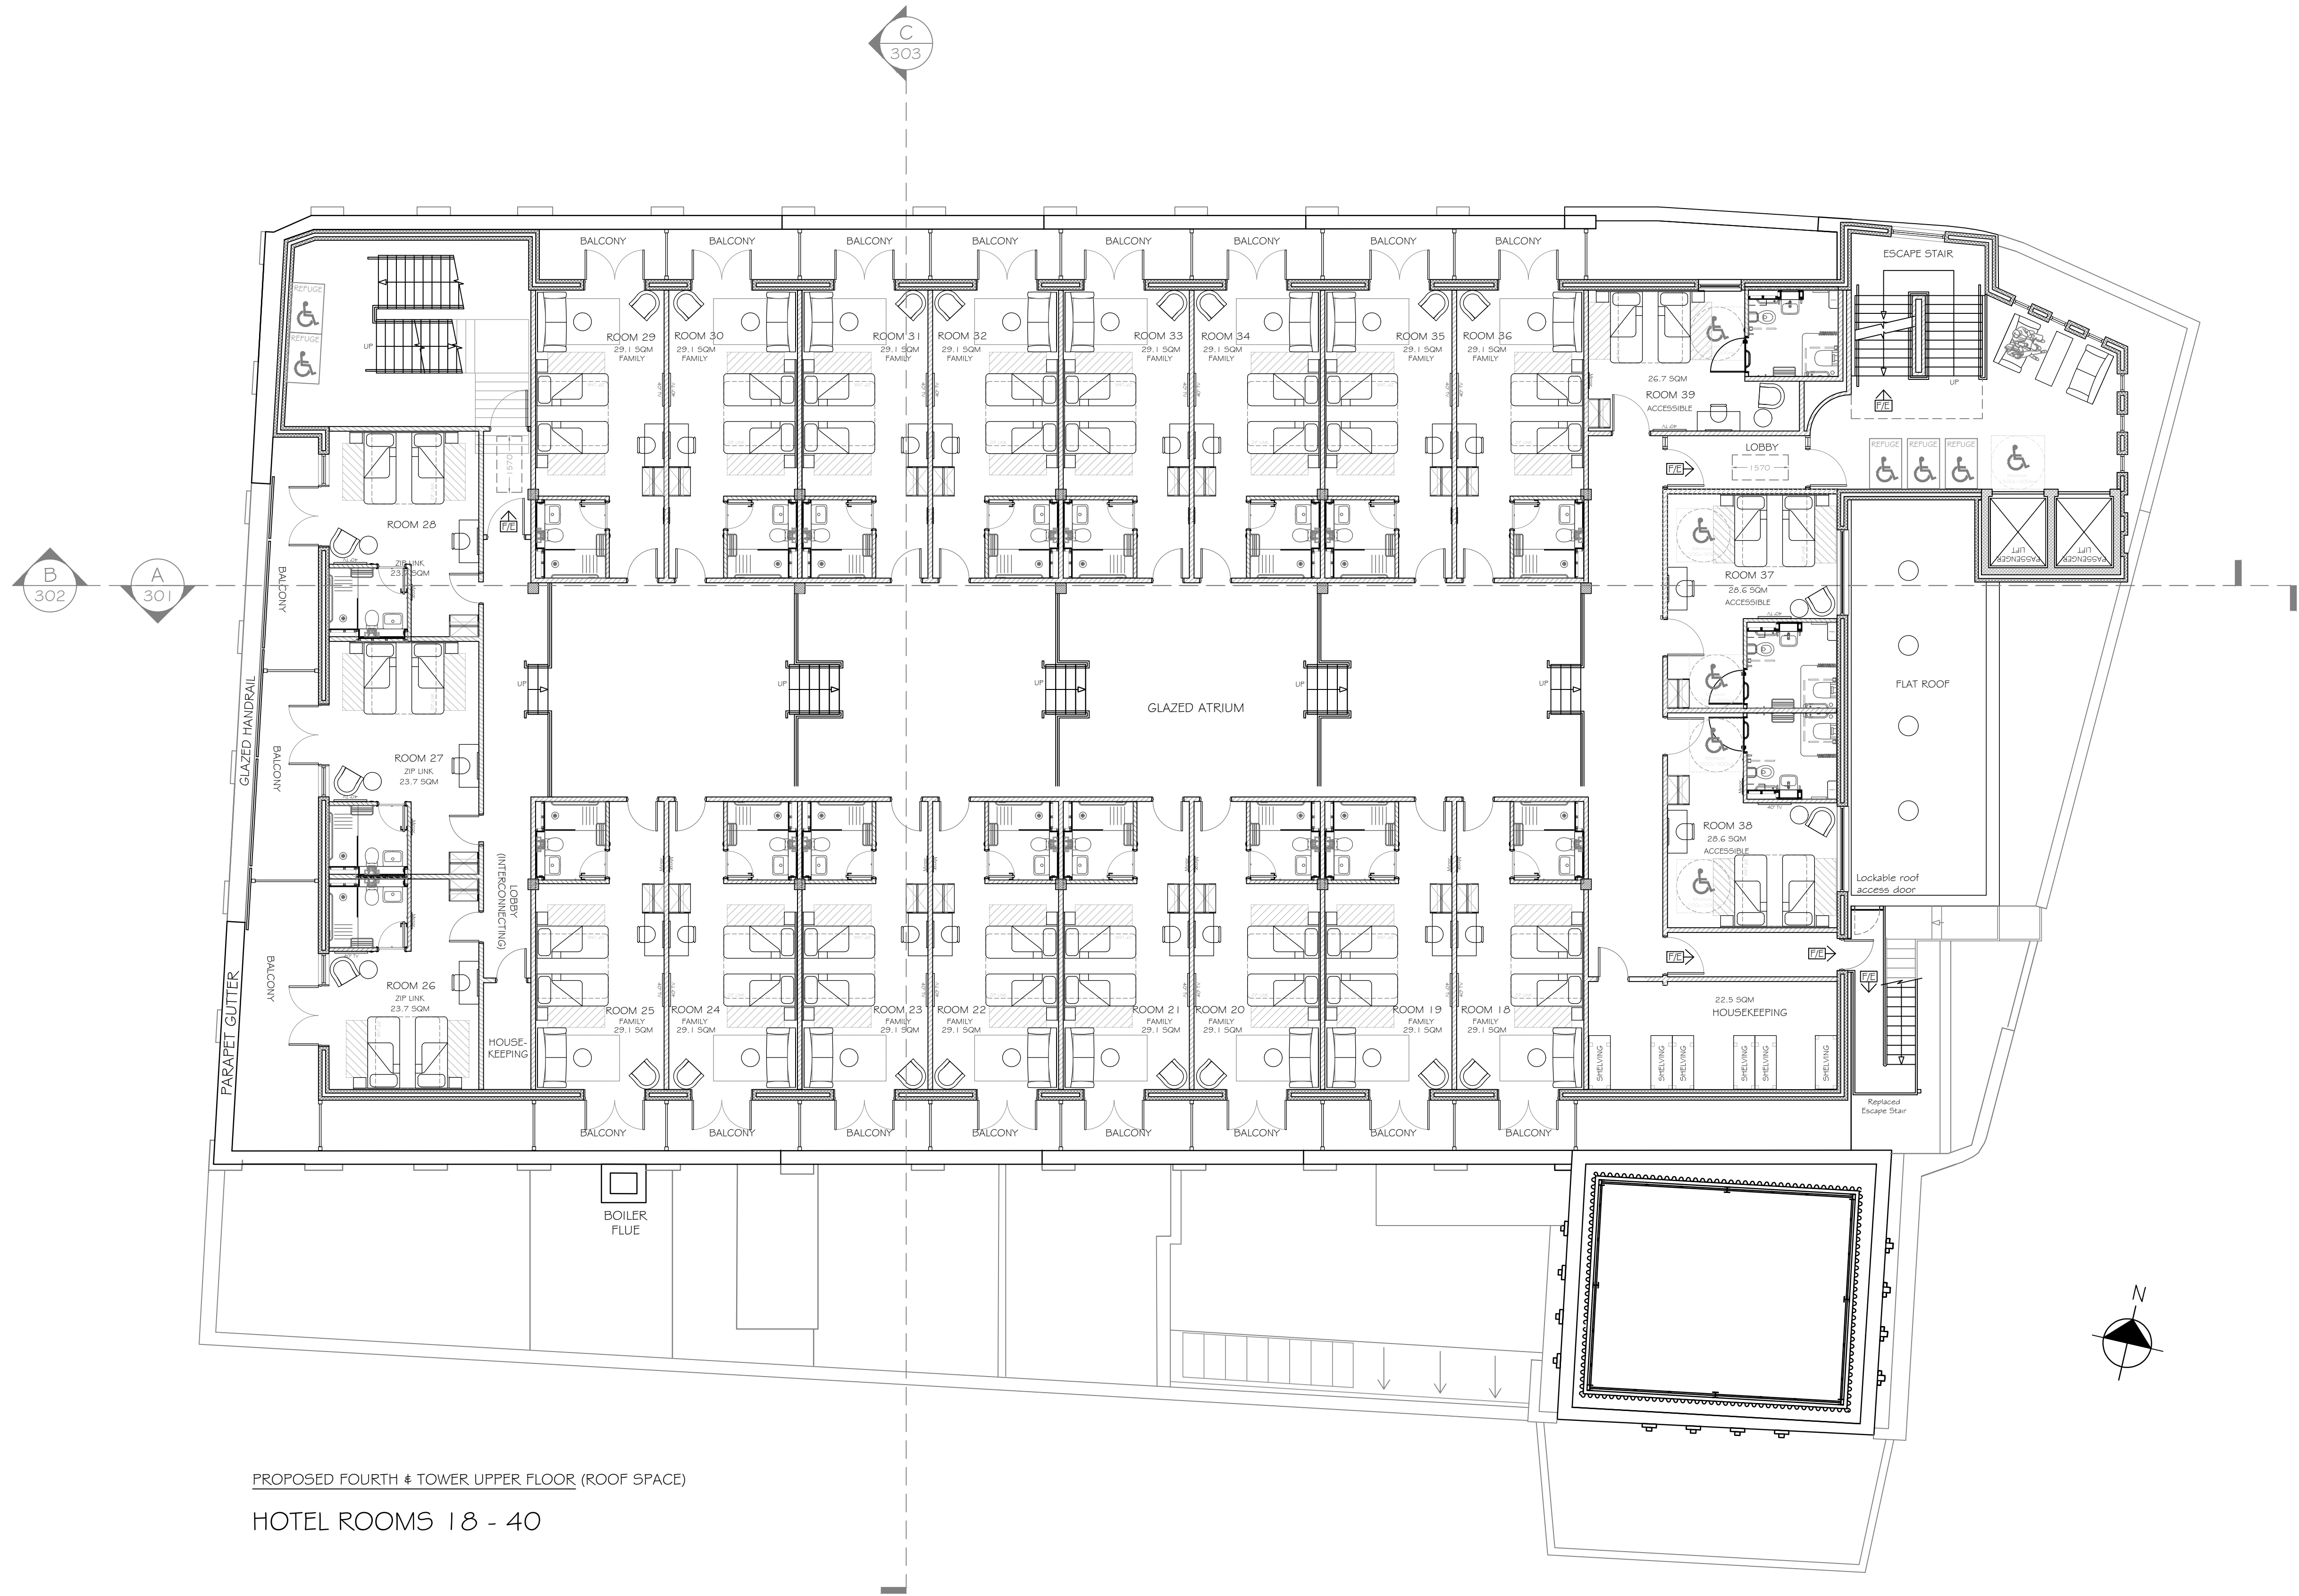 C
303
BALCONY
BALCONY
BALCONY
BALCONY
BALCONY
BALCONY
BALCONY
BALCONY
ESCAPE STAIR
REFUGE
REFUGE
UP
UP
ROOM 29
29.1 SQM
FAMILY
ROOM 30
29.1 SQM
FAMILY
ROOM 31
29.1 SQM
FAMILY
ROOM 32
29.1 SQM
FAMILY
ROOM 33
29.1 SQM
FAMILY
ROOM 34
29.1 SQM
FAMILY
ROOM 35
29.1 SQM
FAMILY
ROOM 36
29.1 SQM
FAMILY
26.7 SQM
ROOM 39
ACCESSIBLE
F/E
LOBBY
1570
F/E
REFUGE
REFUGE
REFUGE
1570
F/E
ROOM 28
ZIP LINK
23.7 SQM
BALCONY
B
302
A
301
PASSENGER
LIFT
PASSENGER
LIFT
ROOM 37
28.6 SQM
ACCESSIBLE
40" TV
UP
UP
UP
UP
UP
GLAZED ATRIUM
FLAT ROOF
GLAZED HANDRAIL
BALCONY
ROOM 27
ZIP LINK
23.7 SQM
40" TV
ROOM 38
28.6 SQM
ACCESSIBLE
Lockable roof
access door
LOBBY
(INTERCONNECTING)
F/E
F/E
F/E
PARAPET GUTTER
BALCONY
ROOM 26
ZIP LINK
23.7 SQM
HOUSE-
KEEPING
ROOM 25
FAMILY
29.1 SQM
ROOM 24
FAMILY
29.1 SQM
ROOM 23
FAMILY
29.1 SQM
ROOM 22
FAMILY
29.1 SQM
ROOM 21
FAMILY
29.1 SQM
ROOM 20
FAMILY
29.1 SQM
ROOM 19
FAMILY
29.1 SQM
ROOM 18
FAMILY
29.1 SQM
22.5 SQM
HOUSEKEEPING
SHELVING
SHELVING
SHELVING
SHELVING
SHELVING
SHELVING
Replaced
Escape Stair
BALCONY
BALCONY
BALCONY
BALCONY
BALCONY
BALCONY
BALCONY
BALCONY
BOILER
FLUE
N
PROPOSED FOURTH & TOWER UPPER FLOOR (ROOF SPACE)
HOTEL ROOMS 18 - 40